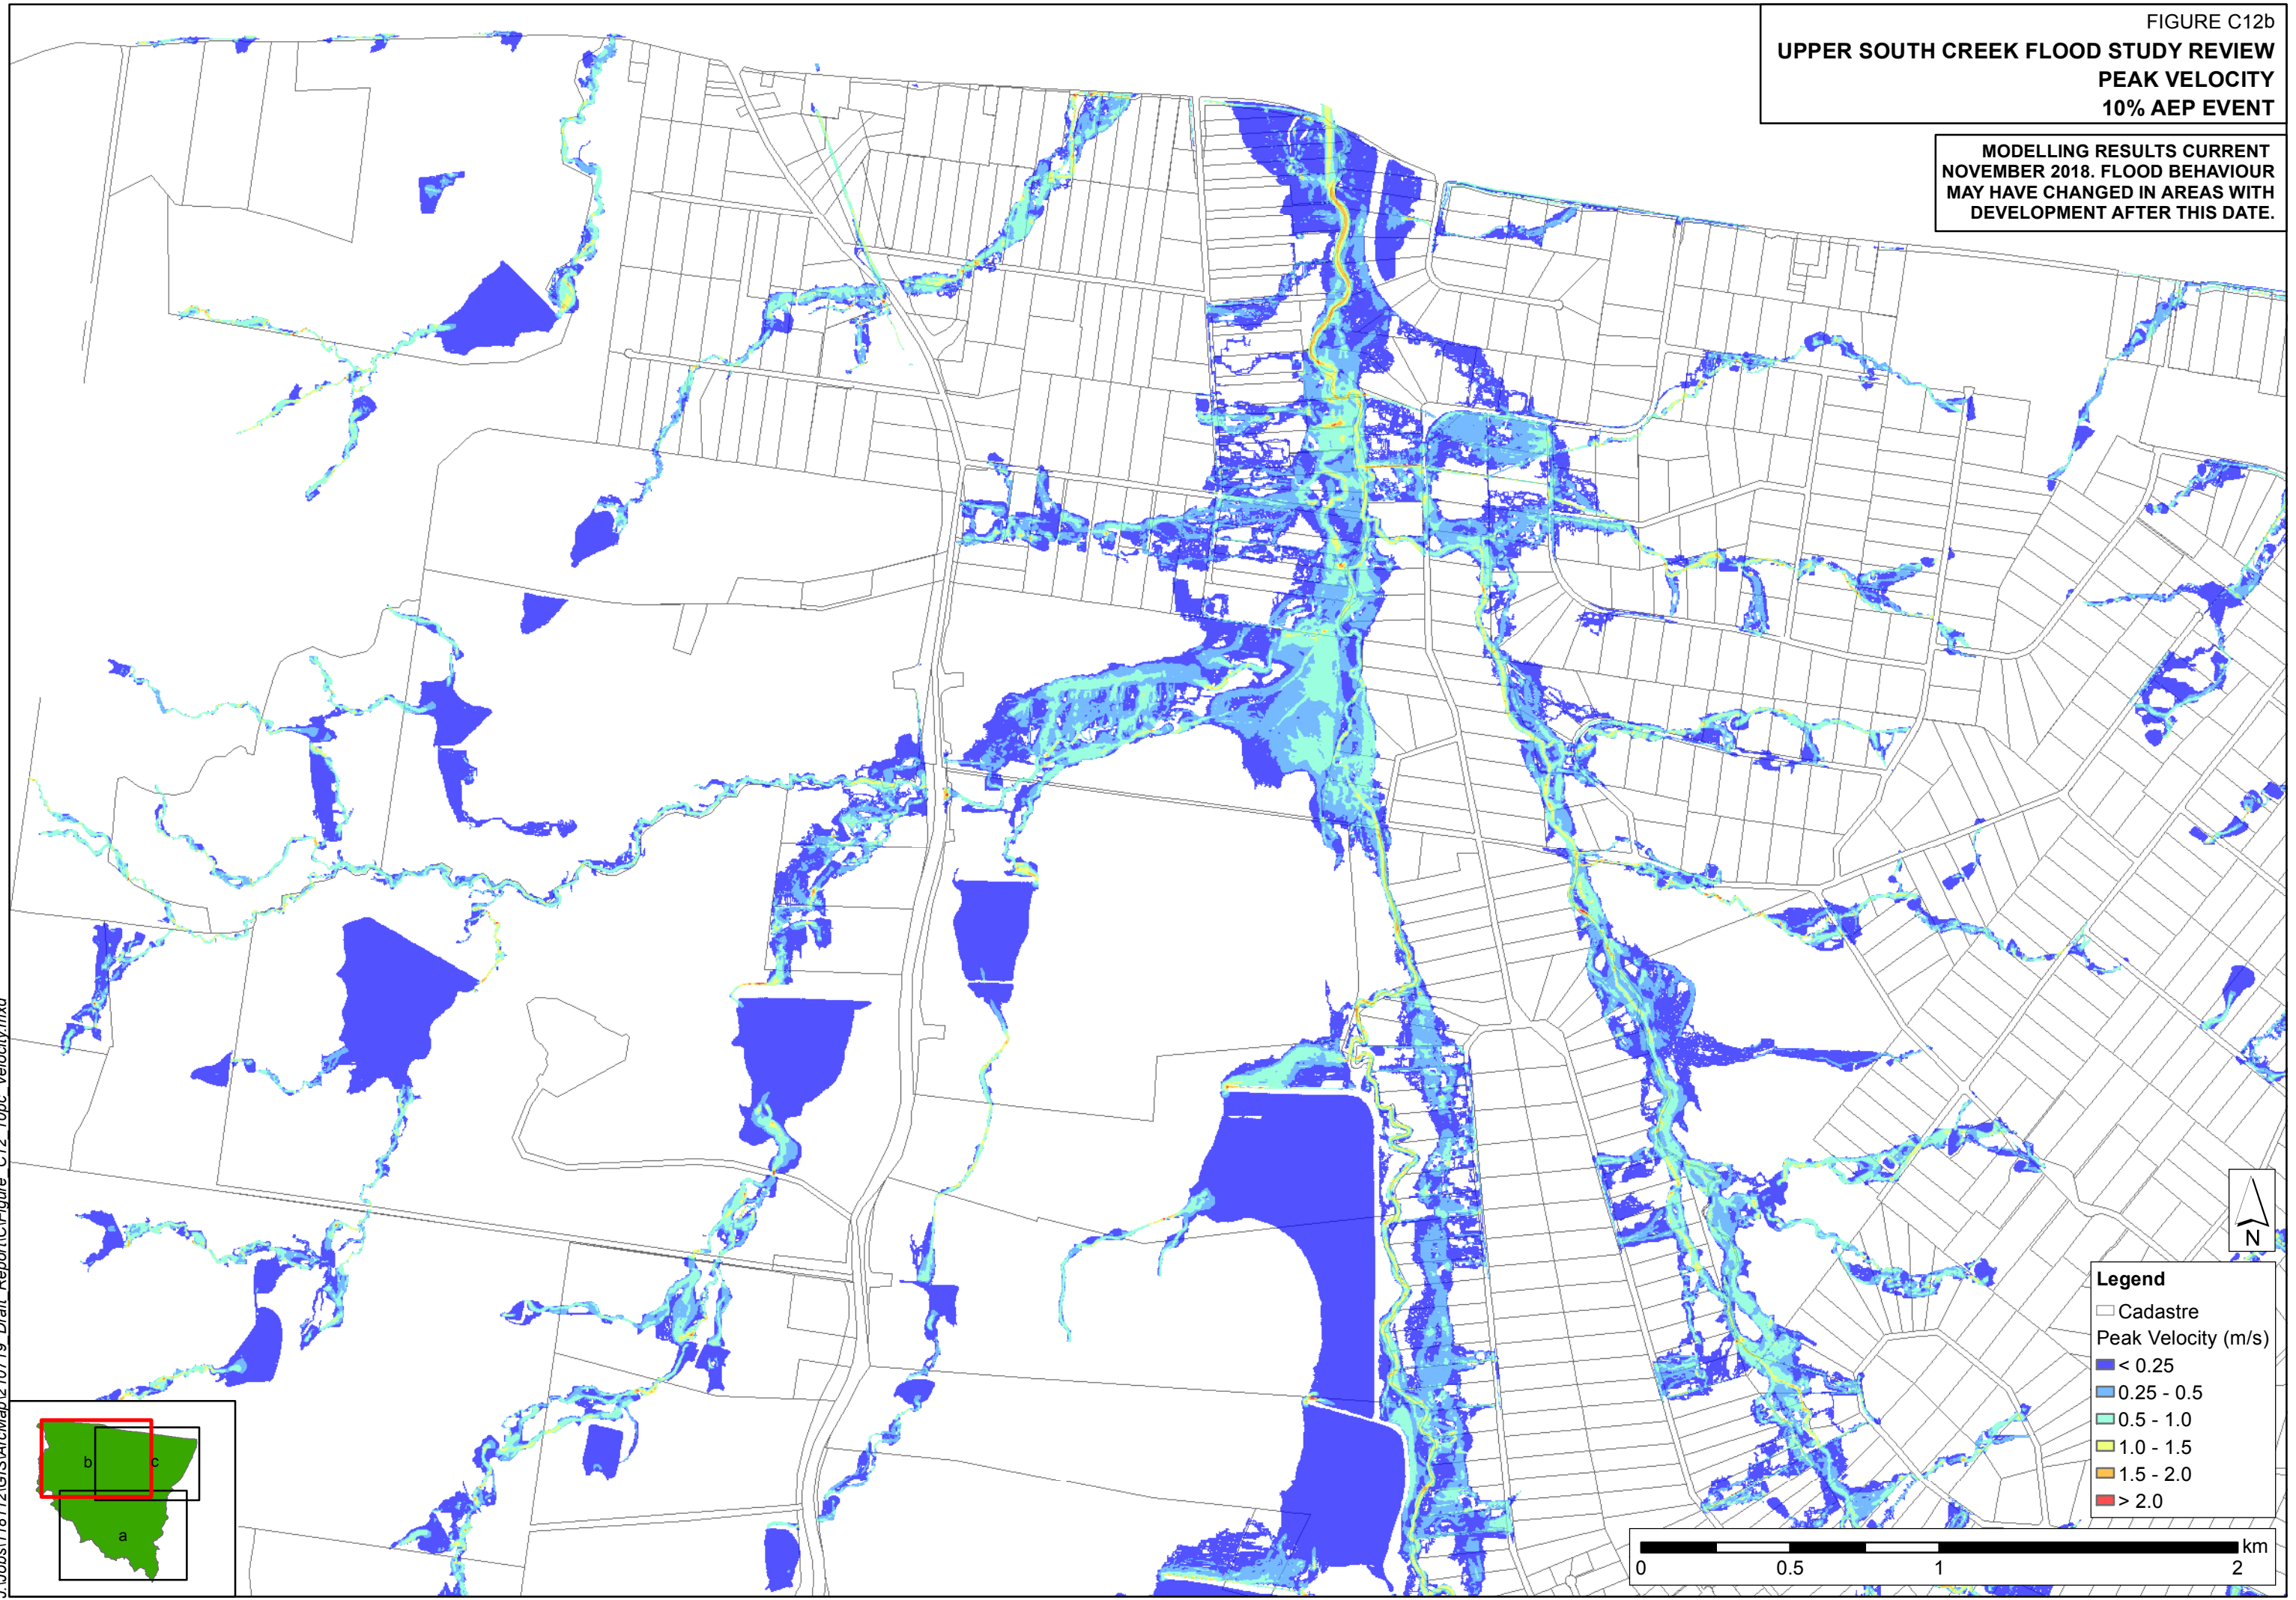 FIGURE C12b
UPPER SOUTH CREEK FLOOD STUDY REVIEW
PEAK VELOCITY
10% AEP EVENT
MODELLING RESULTS CURRENT
NOVEMBER 2018. FLOOD BEHAVIOUR
MAY HAVE CHANGED IN AREAS WITH
DEVELOPMENT AFTER THIS DATE.
N
Legend
Cadastre
Peak Velocity (m/s)
< 0.25
0.25 - 0.5
0.5 - 1.0
1.0 - 1.5
1.5 - 2.0
> 2.0
km
0 0.5 1 2
b
c
a